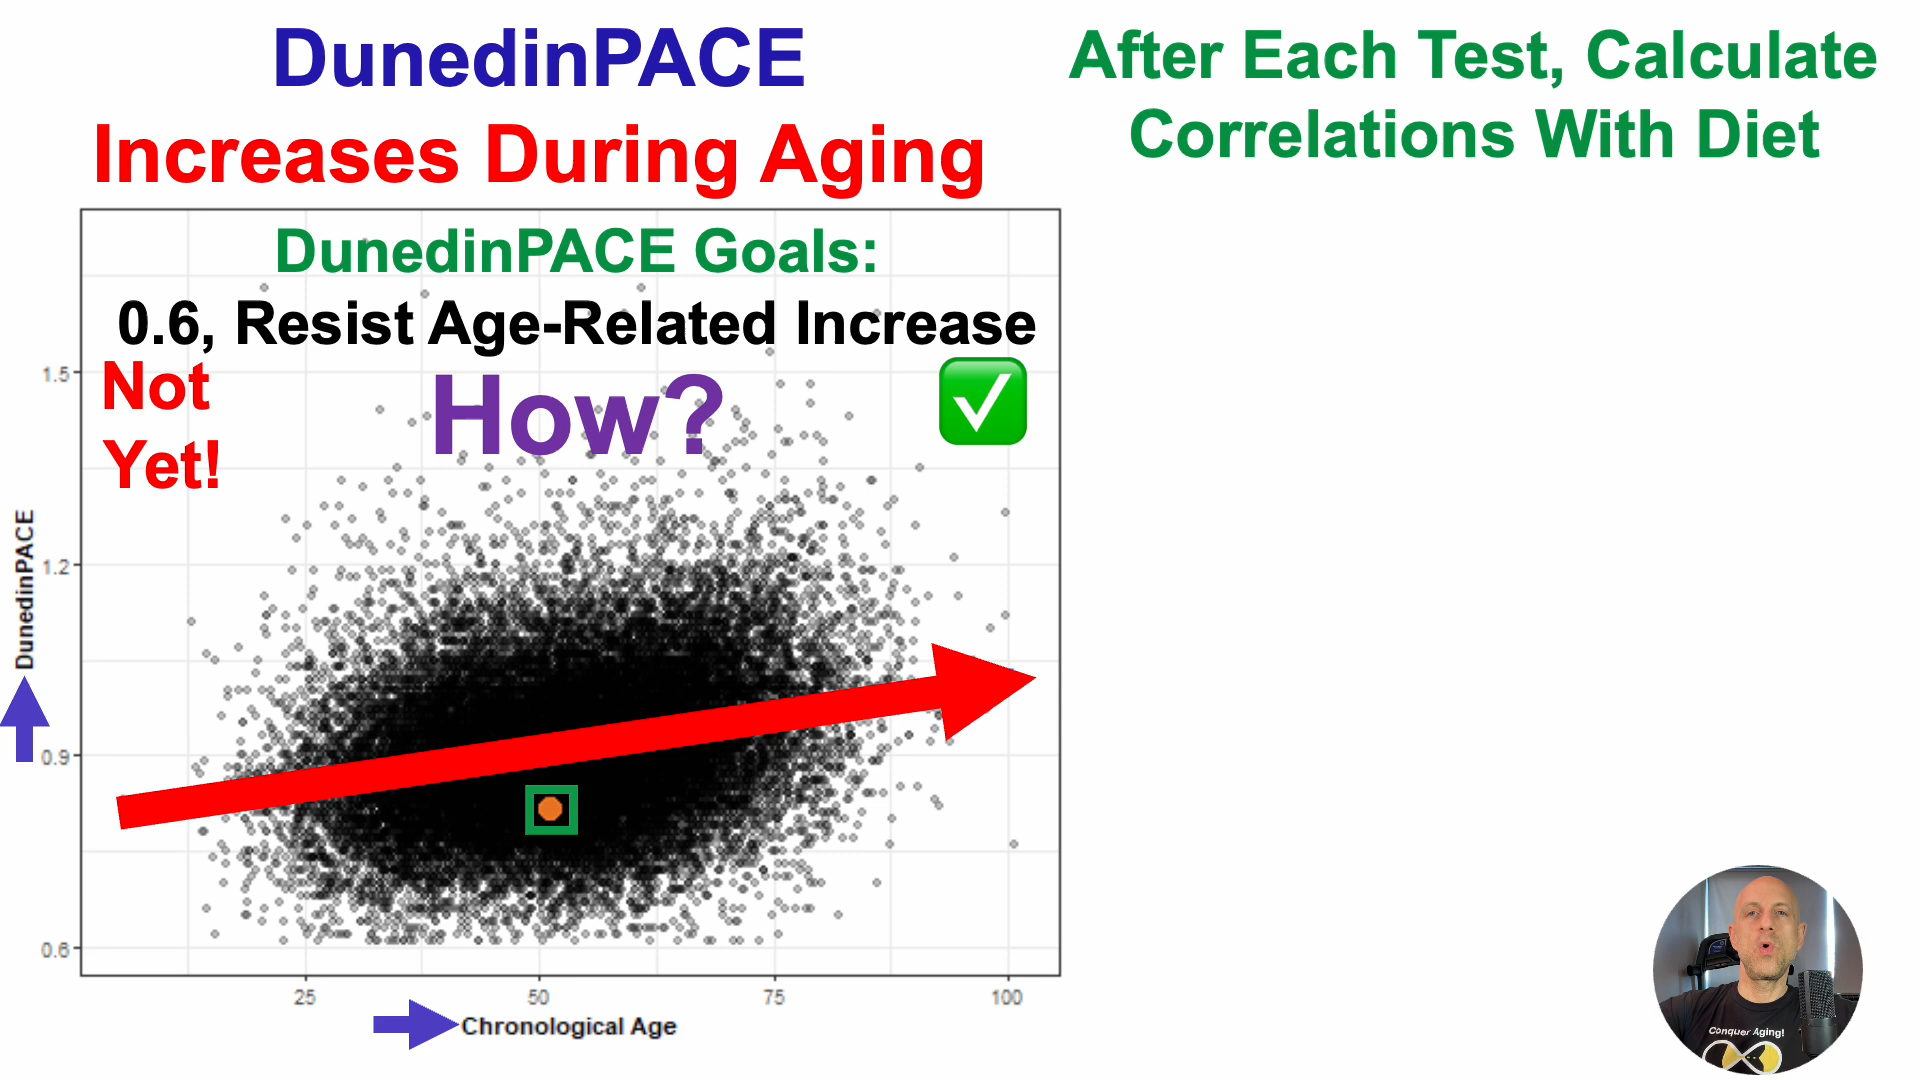 DunedinPACE
Increases During Aging
After Each Test, Calculate
Correlations With Diet
DunedinPACE Goals:
0.6, Resist Age-Related Increase
Not
Yet!
How?
1.5
1.2
0.9
0.6
DunedinPACE
25
50
75
100
Chronological Age
Conquer Aging!